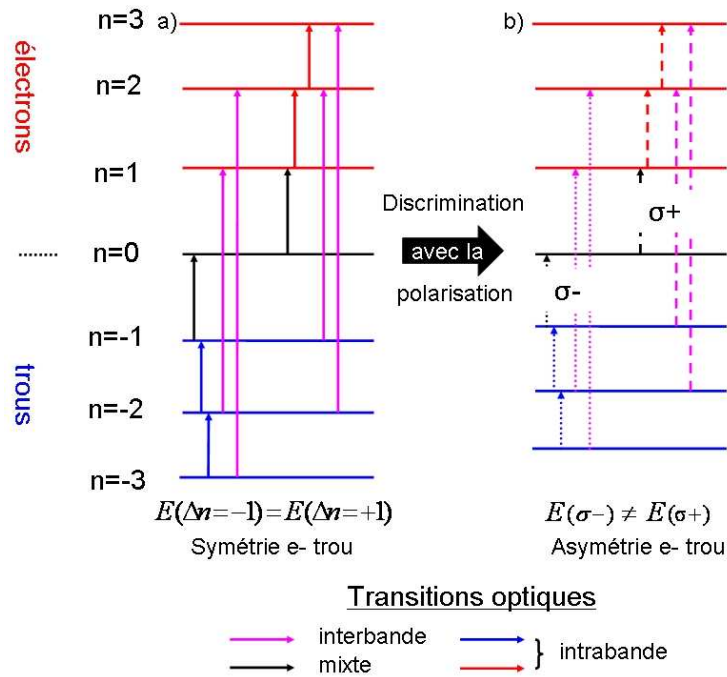 n=3 a) b)
électrons
n=2
n=1
Discrimination
σ+
n=0
avec la
σ-
polarisation
n=-1
trous
n=-2
n=-3
E(Δn=-1)=E(Δn=+1)
E(σ-) ≠ E(σ+)
Symétrie e- trou
Asymétrie e- trou
Transitions optiques
interbande
mixte
} intrabande